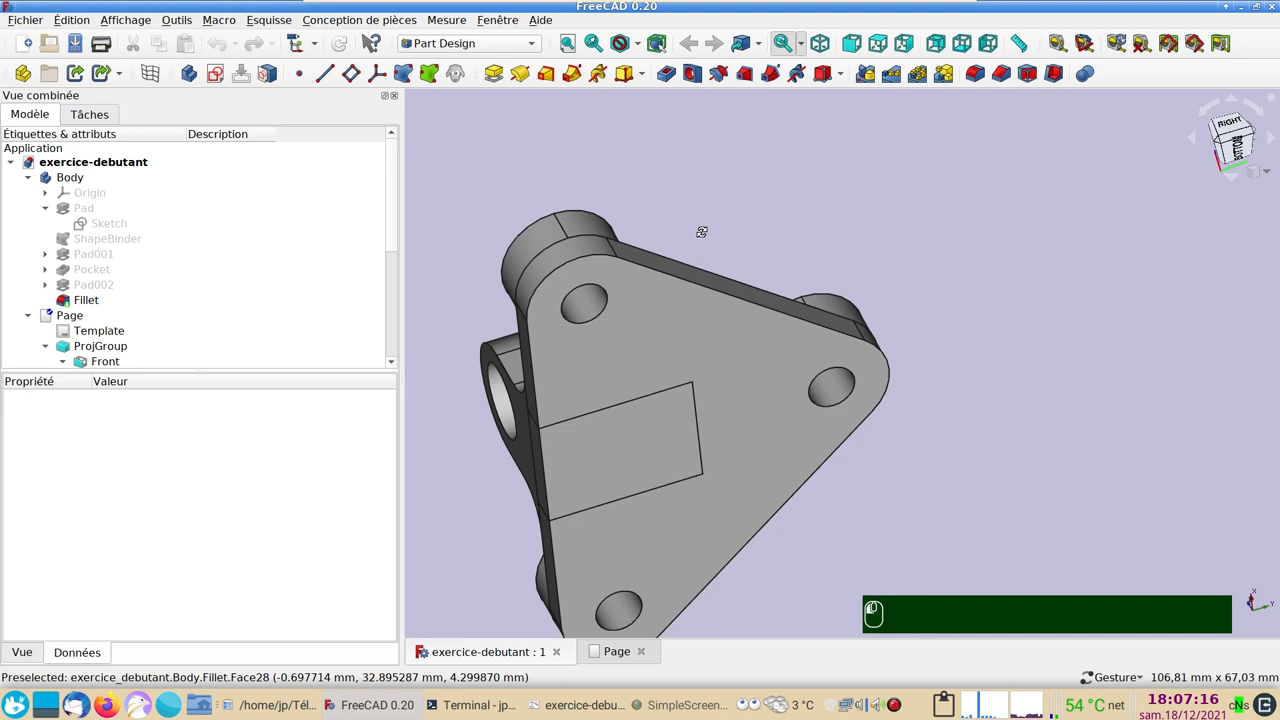 FreeCAD 0.20
Fichier Édition Affichage Outils Macro Esquisse Conception de pièces Mesure Fenêtre Aide
Part Design
Vue combinée
Modèle Tâches
Étiquettes & attributs Description
Application
exercice-debutant
Body
Origin
Pad
Sketch
ShapeBinder
Pad001
Pocket
Pad002
Fillet
Page
Template
ProjGroup
Front
Propriété Valeur
RIGHT
BOTTOM
X
Y
Vue Données
exercice-debutant : 1
Page
Preselected: exercice_debutant.Body.Fillet.Face28 (-0.697714 mm, 32.395287 mm, 4.299870 mm)
Gesture
106,81 mm x 67,03 mm
/home/jp/Tél...
FreeCAD 0.20
Terminal - jp...
exercice-debu...
SimpleScreen...
3 °C
54 °C net
18:07:16
sam.18/12/2021
cNs